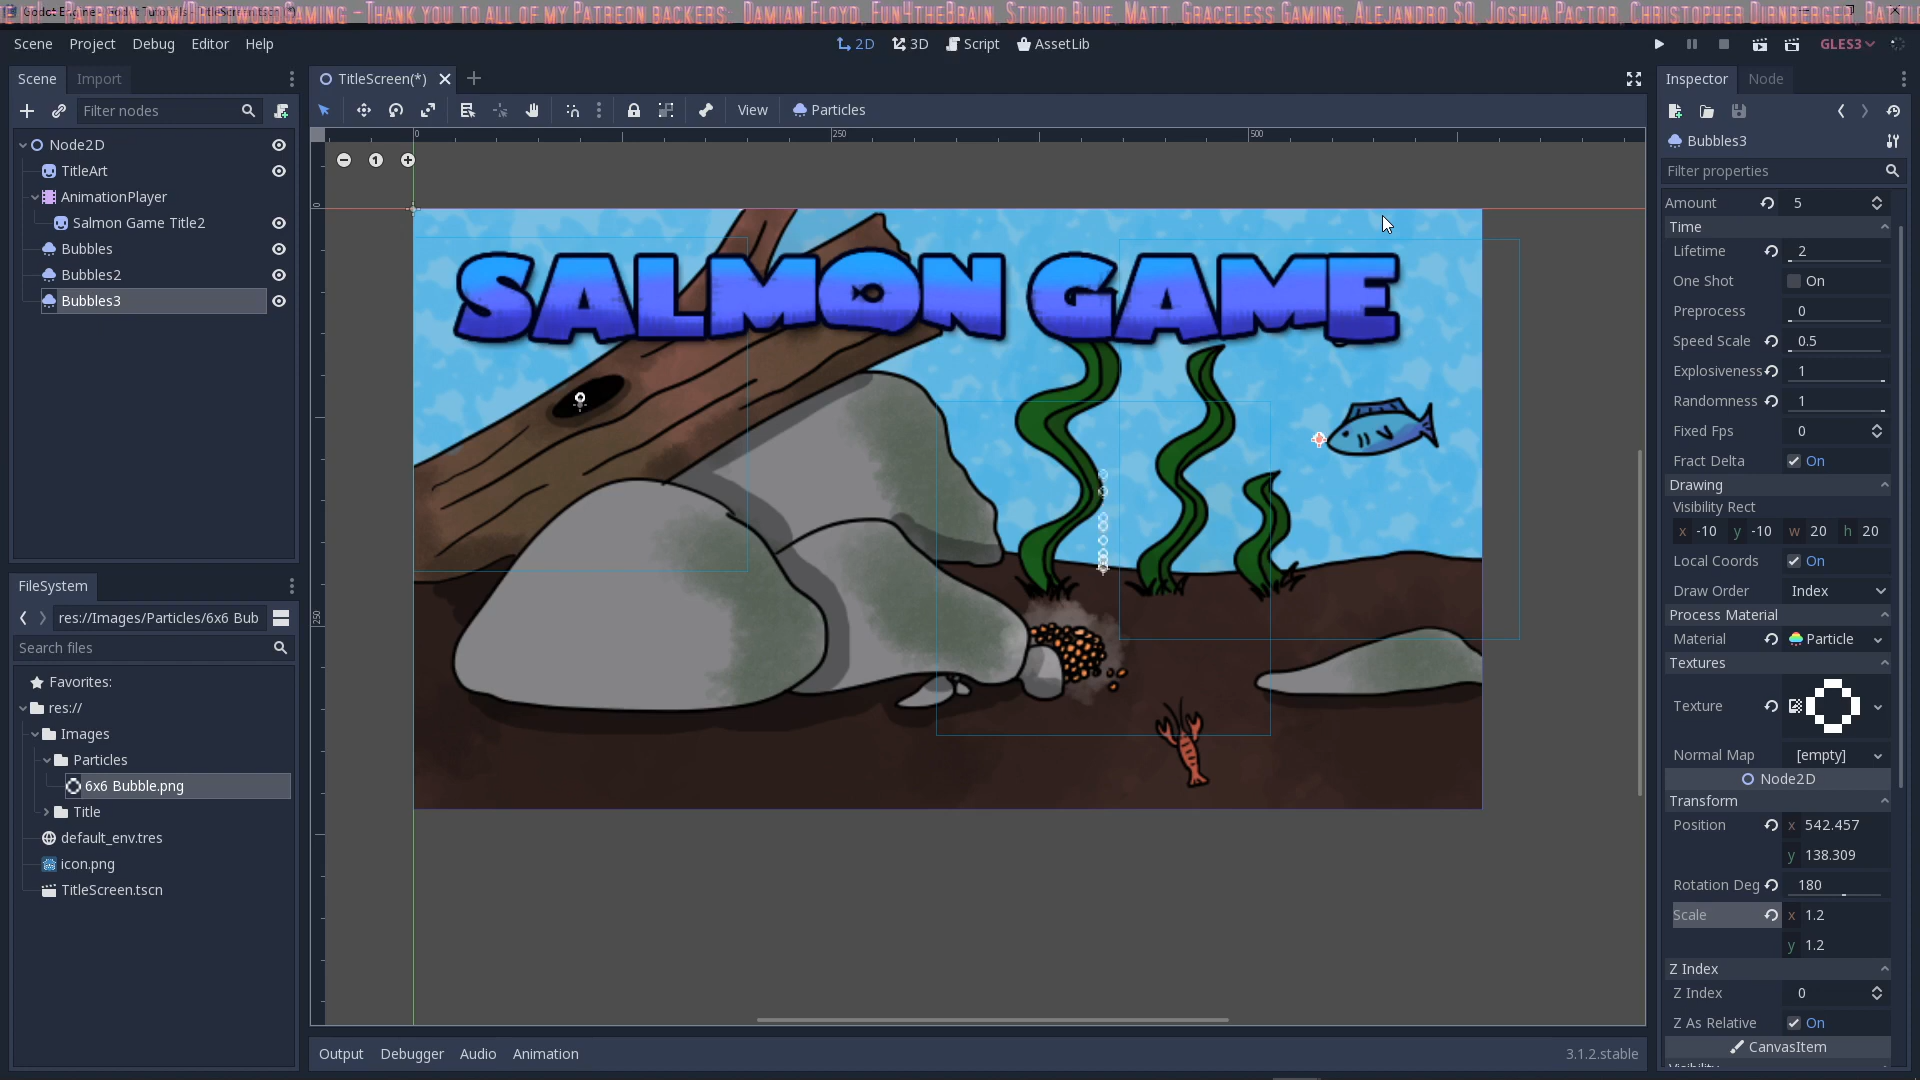 GAMING - THANK YOU TO ALL OF MY PATREON BACKERS: DAMIAN FLOYD, FUN4THEBRAIN, STUDIO BLUE, MATT, GRACELESS GAMING, ALEJANDRO SQ, JOSHUA PACTOR, CHRISTOPHER DURNBERGER, BATTLE
Scene Project Debug Editor Help
2D 3D Script AssetLib
GLES3
Scene Import
Filter nodes
Node2D
TitleArt
AnimationPlayer
Salmon Game Title2
Bubbles
Bubbles2
Bubbles3
FileSystem
res://Images/Particles/6x6 Bub
Search files
Favorites:
res://
Images
Particles
6x6 Bubble.png
Title
default_env.tres
icon.png
TitleScreen.tscn
TitleScreen(*)
View Particles
0 250 500
1
0
250
SALMON GAME
Output Debugger Audio Animation
3.1.2.stable
Inspector Node
Bubbles3
Filter properties
Amount 5
Time
Lifetime 2
One Shot On
Preprocess 0
Speed Scale 0.5
Explosiveness 1
Randomness 1
Fixed Fps 0
Fract Delta On
Drawing
Visibility Rect
x -10 y -10 w 20 h 20
Local Coords On
Draw Order Index
Process Material
Material Particle
Textures
Texture
Normal Map [empty]
Node2D
Transform
Position x 542.457
y 138.309
Rotation Deg 180
Scale x 1.2
y 1.2
Z Index
Z Index 0
Z As Relative On
CanvasItem
Visibility